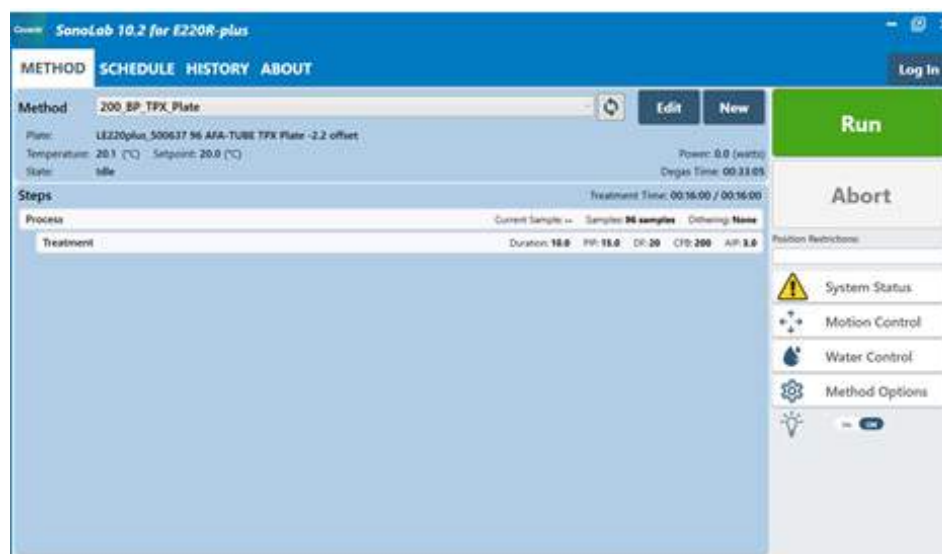 Covaris SonoLab 10.2 for E220R-plus
METHOD SCHEDULE HISTORY ABOUT Log In
Method 200_BP_TPX_Plate Edit New
Run
Plate: LE220plus_500637 96 AFA-TUBE TPX Plate -2.2 offset
Temperature: 20.1 (°C) Setpoint: 20.0 (°C) Power: 0.0 (watts)
State: Idle Degas Time: 00:33:05
Abort
Steps Treatment Time: 00:16:00 / 00:16:00
Process Current Sample: -- Samples: 96 samples Dithering: None
Treatment Duration: 10.0 PIP: 15.0 DF: 20 CPB: 200 AIP: 3.0
Position Restrictions:
System Status
Motion Control
Water Control
Method Options